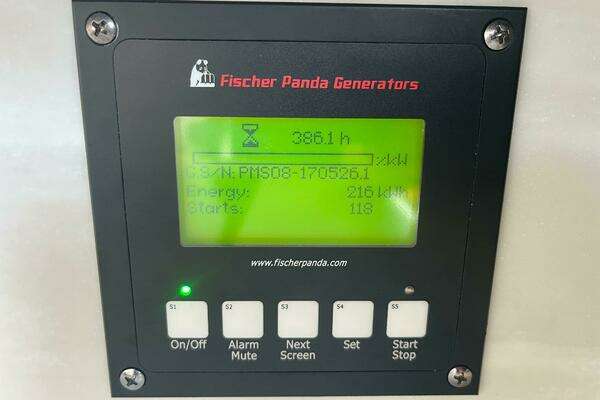 Fischer Panda Generators
386.1 h
%kW
G.S/N: PMS08-170526.1
Energy: 216 kWh
Starts: 118
www.fischerpanda.com
S1 S2 S3 S4 S5
On/Off Alarm Mute Next Screen Set Start Stop